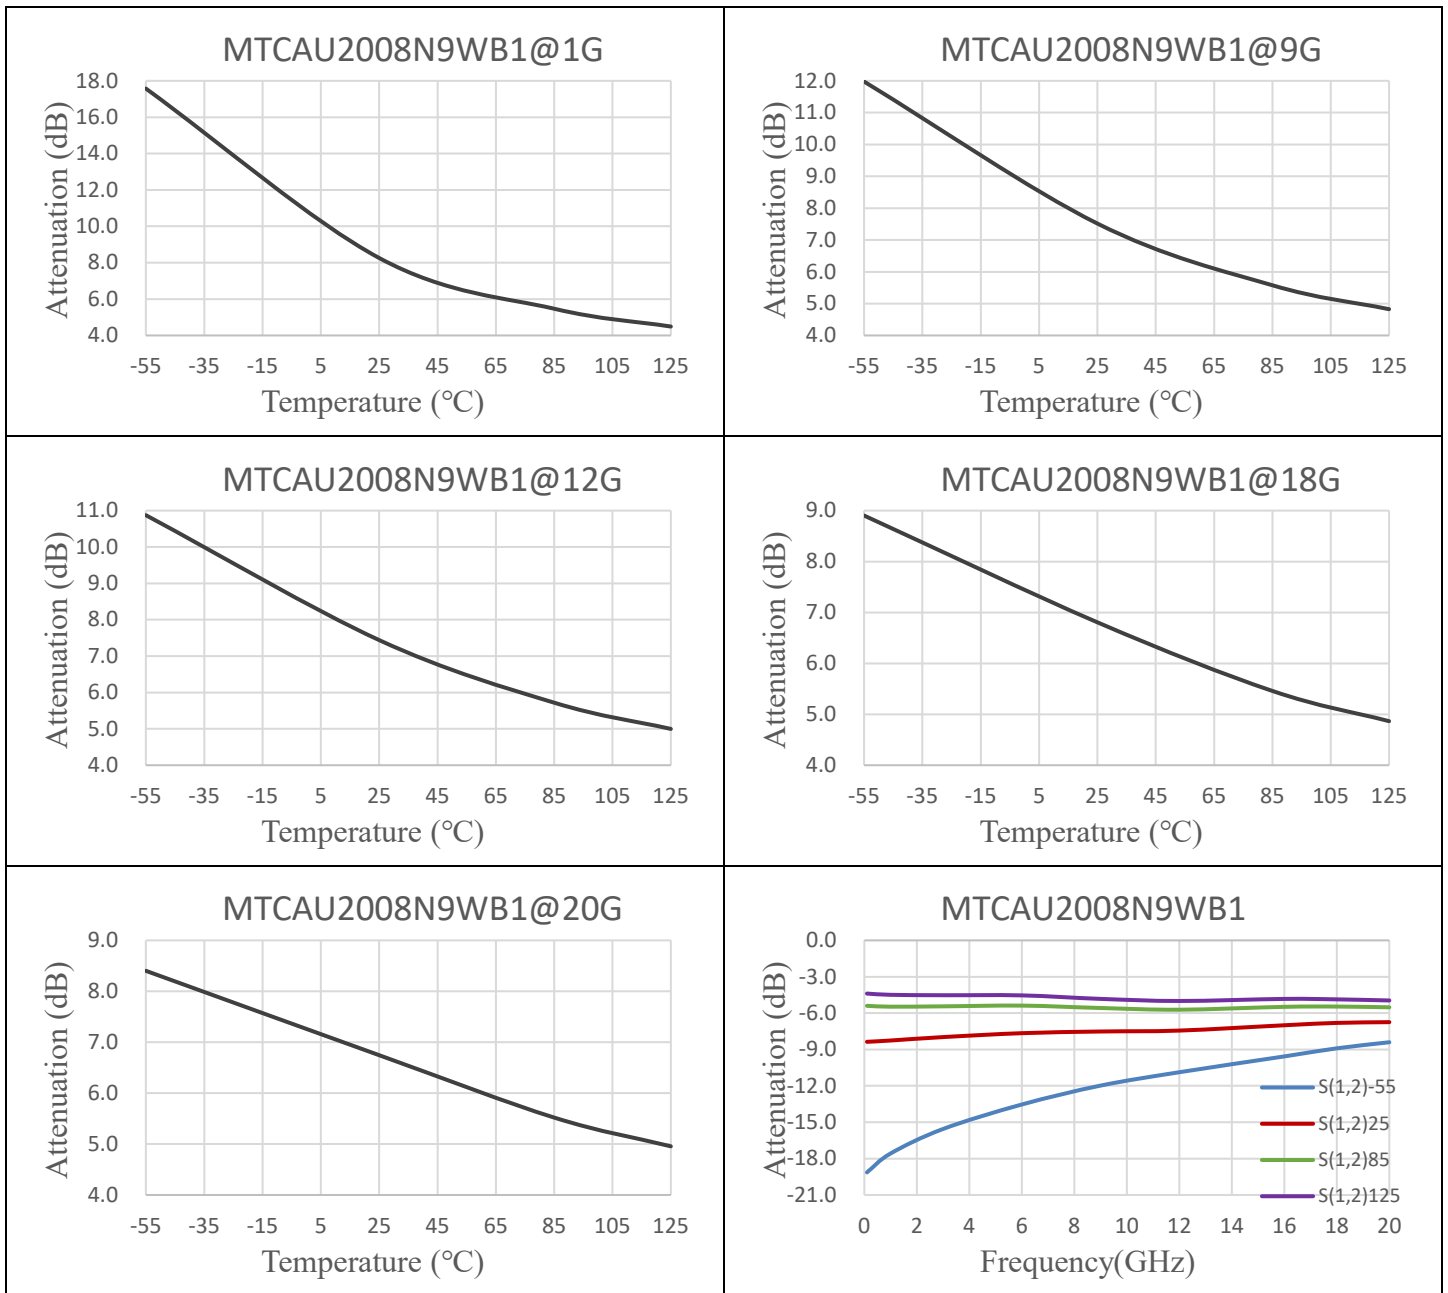 MTCAU2008N9WB1@1G
Attenuation (dB)
18.0
16.0
14.0
12.0
10.0
8.0
6.0
4.0
-55 -35 -15 5 25 45 65 85 105 125
Temperature (℃)
MTCAU2008N9WB1@9G
Attenuation (dB)
12.0
11.0
10.0
9.0
8.0
7.0
6.0
5.0
4.0
-55 -35 -15 5 25 45 65 85 105 125
Temperature (℃)
MTCAU2008N9WB1@12G
Attenuation (dB)
11.0
10.0
9.0
8.0
7.0
6.0
5.0
4.0
-55 -35 -15 5 25 45 65 85 105 125
Temperature (℃)
MTCAU2008N9WB1@18G
Attenuation (dB)
9.0
8.0
7.0
6.0
5.0
4.0
-55 -35 -15 5 25 45 65 85 105 125
Temperature (℃)
MTCAU2008N9WB1@20G
Attenuation (dB)
9.0
8.0
7.0
6.0
5.0
4.0
-55 -35 -15 5 25 45 65 85 105 125
Temperature (℃)
MTCAU2008N9WB1
Attenuation (dB)
0.0
-3.0
-6.0
-9.0
-12.0
-15.0
-18.0
-21.0
S(1,2)-55
S(1,2)25
S(1,2)85
S(1,2)125
0 2 4 6 8 10 12 14 16 18 20
Frequency(GHz)